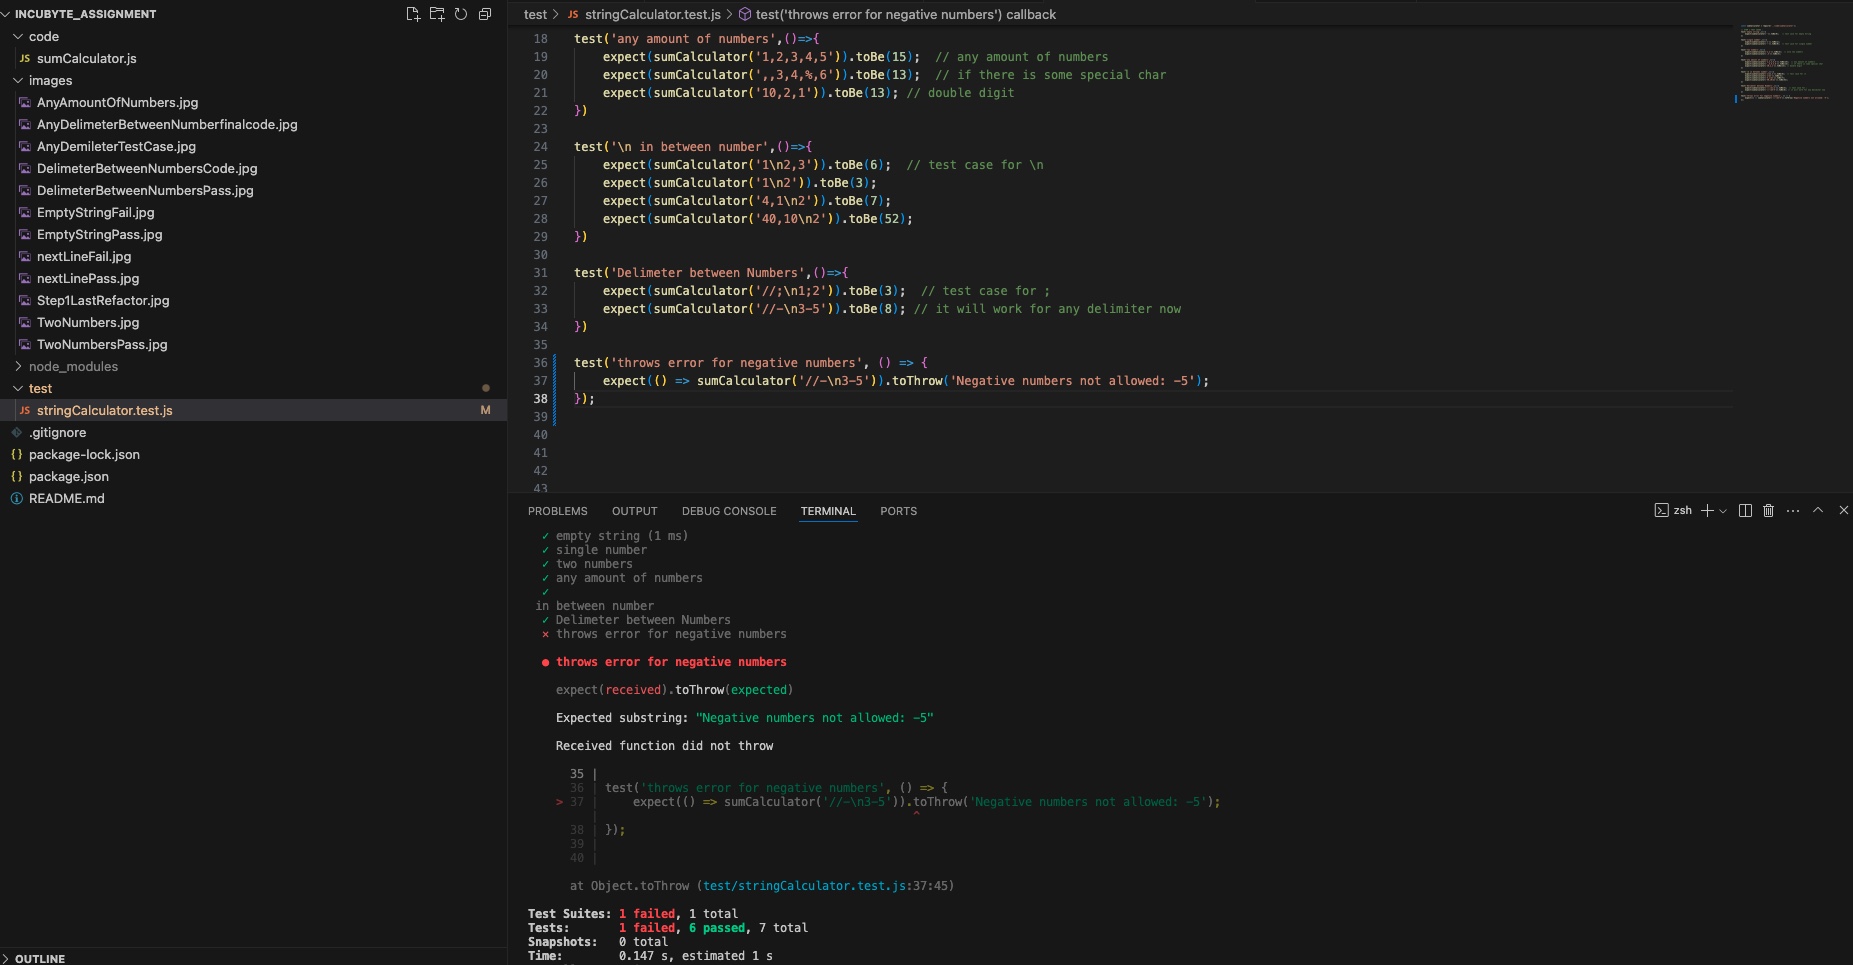 INCUBYTE_ASSIGNMENT
code
JS sumCalculator.js
images
AnyAmountOfNumbers.jpg
AnyDelimeterBetweenNumberfinalcode.jpg
AnyDemileterTestCase.jpg
DelimeterBetweenNumbersCode.jpg
DelimeterBetweenNumbersPass.jpg
EmptyStringFail.jpg
EmptyStringPass.jpg
nextLineFail.jpg
nextLinePass.jpg
Step1LastRefactor.jpg
TwoNumbers.jpg
TwoNumbersPass.jpg
node_modules
test
JS stringCalculator.test.js M
.gitignore
{} package-lock.json
{} package.json
README.md
OUTLINE
test > JS stringCalculator.test.js > test('throws error for negative numbers') callback
18 test('any amount of numbers',()=>{
19 expect(sumCalculator('1,2,3,4,5')).toBe(15); // any amount of numbers
20 expect(sumCalculator(',,3,4,%,6')).toBe(13); // if there is some special char
21 expect(sumCalculator('10,2,1')).toBe(13); // double digit
22 })
23
24 test('\n in between number',()=>{
25 expect(sumCalculator('1\n2,3')).toBe(6); // test case for \n
26 expect(sumCalculator('1\n2')).toBe(3);
27 expect(sumCalculator('4,1\n2')).toBe(7);
28 expect(sumCalculator('40,10\n2')).toBe(52);
29 })
30
31 test('Delimeter between Numbers',()=>{
32 expect(sumCalculator('//;\n1;2')).toBe(3); // test case for ;
33 expect(sumCalculator('//-\n3-5')).toBe(8); // it will work for any delimiter now
34 })
35
36 test('throws error for negative numbers', () => {
37 expect(() => sumCalculator('//-\n3-5')).toThrow('Negative numbers not allowed: -5');
38 });
39
40
41
42
43
PROBLEMS OUTPUT DEBUG CONSOLE TERMINAL PORTS
zsh
✓ empty string (1 ms)
✓ single number
✓ two numbers
✓ any amount of numbers
✓
in between number
✓ Delimeter between Numbers
✕ throws error for negative numbers
● throws error for negative numbers
expect(received).toThrow(expected)
Expected substring: "Negative numbers not allowed: -5"
Received function did not throw
35 |
36 | test('throws error for negative numbers', () => {
> 37 | expect(() => sumCalculator('//-\n3-5')).toThrow('Negative numbers not allowed: -5');
| ^
38 | });
39 |
40 |
at Object.toThrow (test/stringCalculator.test.js:37:45)
Test Suites: 1 failed, 1 total
Tests: 1 failed, 6 passed, 7 total
Snapshots: 0 total
Time: 0.147 s, estimated 1 s